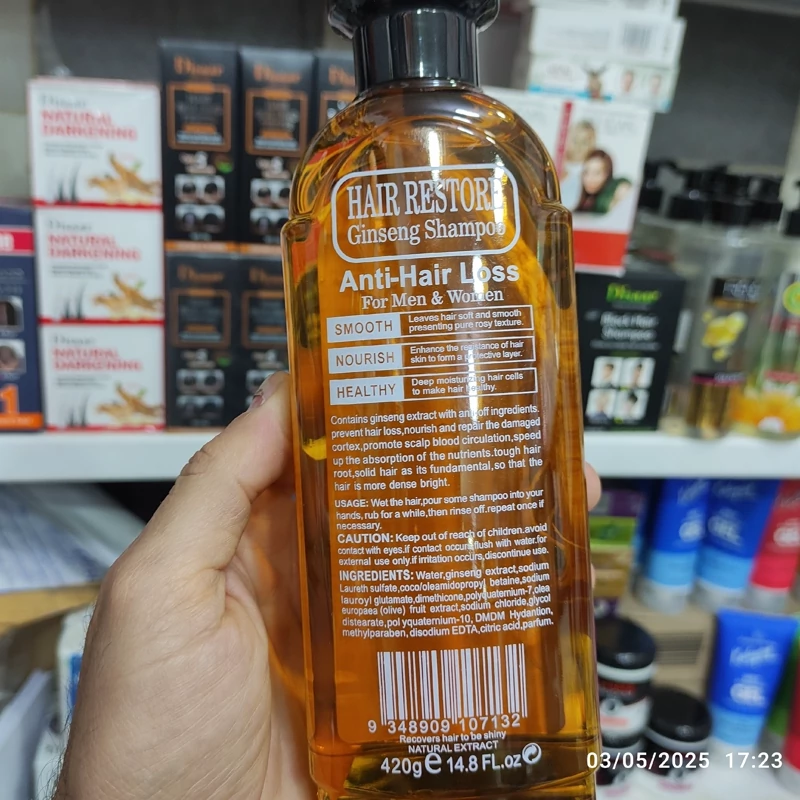 HAIR RESTORE
Ginseng Shampoo
Anti-Hair Loss
For Men & Women
SMOOTH
Leaves hair soft and smooth
presenting pure rosy texture.
NOURISH
Enhance the resistance of hair
skin to form a protective layer.
HEALTHY
Deep moisturizing hair cells
to make hair healthy.
Contains ginseng extract with anti off ingredients.
prevent hair loss,nourish and repair the damaged
cortex,promote scalp blood circulation,speed
up the absorption of the nutrients.tough hair
root,solid hair as its fundamental,so that the
hair is more dense bright.
USAGE: Wet the hair,pour some shampoo into your
hands, rub for a while,then rinse off.repeat once if
necessary.
CAUTION: Keep out of reach of children.avoid
contact with eyes.if contact occurs flush with water.for
external use only.if irritation occurs,discontinue use.
INGREDIENTS: Water,ginseng extract,sodium
Laureth sulfate,coco/oleamidopropyl betaine,sodium
lauroyl glutamate,dimethicone,polyquaternium-7,olea
europaea (olive) fruit extract,sodium chloride,glycol
distearate,pol yquaternium-10, DMDM Hydantion,
methylparaben, disodium EDTA,citric acid,parfum.
9 348909 107132
Recovers hair to be shiny
NATURAL EXTRACT
420g e 14.8 FL.oz
NATURAL
DARKENING
NATURAL
DARKENING
NATURAL
DARKENING
Disaar
Black Hair
Shampoo
GEL
GEL
GEL
03/05/2025 17:23